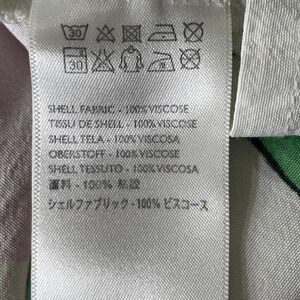 30
30
SHELL FABRIC - 100% VISCOSE
TISSU DE SHELL - 100% VISCOSE
SHELL TELA - 100% VISCOSA
OBERSTOFF - 100% VISCOSE
SHELL TESSUTO - 100% VISCOSA
面料 - 100% 粘胶
シェルファブリック - 100% ビスコース